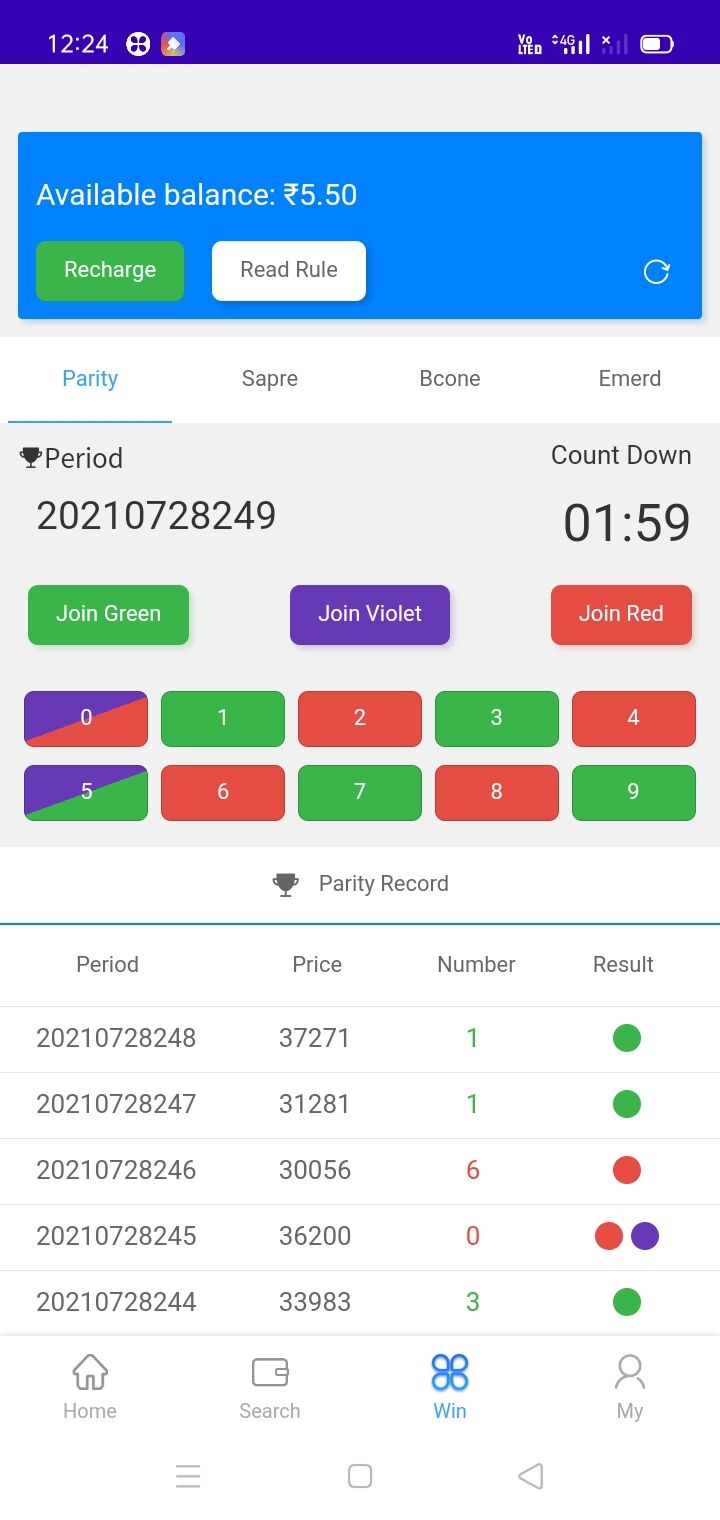 12:24 Vo LTED 4G
Available balance: ₹5.50
Recharge Read Rule
Parity Sapre Bcone Emerd
Period Count Down
20210728249 01:59
Join Green Join Violet Join Red
0 1 2 3 4
5 6 7 8 9
Parity Record
Period Price Number Result
20210728248 37271 1
20210728247 31281 1
20210728246 30056 6
20210728245 36200 0
20210728244 33983 3
Home Search Win My